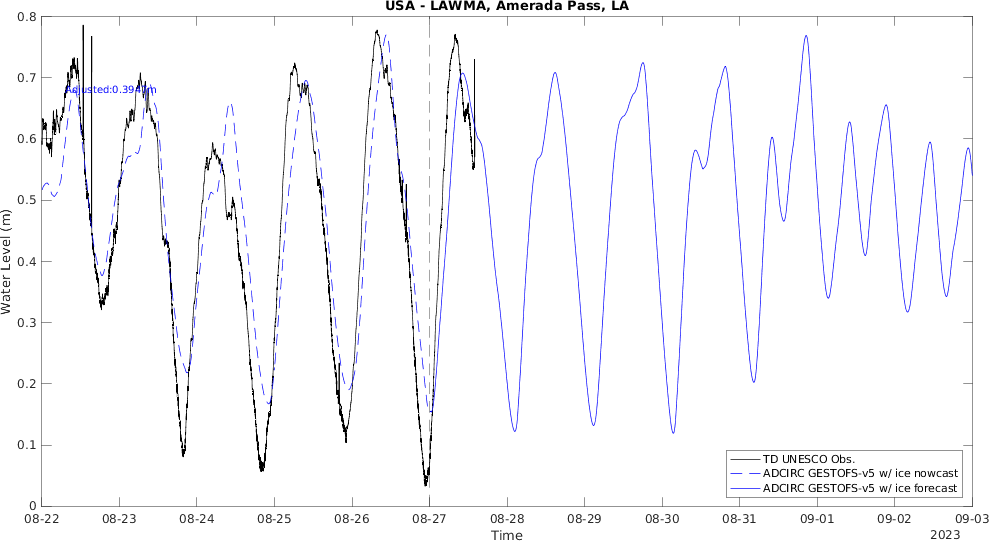 USA - LAWMA, Amerada Pass, LA
0.8
0.7
0.6
0.5
0.4
0.3
0.2
0.1
0
Water Level (m)
TD UNESCO Obs.
ADCIRC GESTOFS-v5 w/ ice nowcast
ADCIRC GESTOFS-v5 w/ ice forecast
08-22 08-23 08-24 08-25 08-26 08-27 08-28 08-29 08-30 08-31 09-01 09-02 09-03
Time
2023